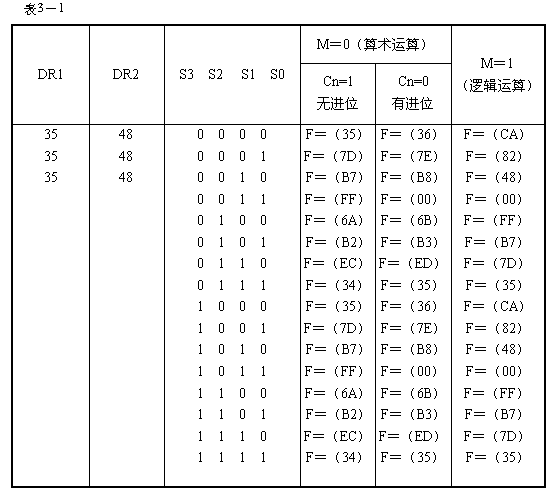 表3－1
DR1 DR2 S3 S2 S1 S0 M＝0（算术运算） M＝1（逻辑运算）
Cn=1 无进位 Cn=0 有进位
35 48 0 0 0 0 F＝（35） F＝（36） F＝（CA）
35 48 0 0 0 1 F＝（7D） F＝（7E） F＝（82）
35 48 0 0 1 0 F＝（B7） F＝（B8） F＝（48）
0 0 1 1 F＝（FF） F＝（00） F＝（00）
0 1 0 0 F＝（6A） F＝（6B） F＝（FF）
0 1 0 1 F＝（B2） F＝（B3） F＝（B7）
0 1 1 0 F＝（EC） F＝（ED） F＝（7D）
0 1 1 1 F＝（34） F＝（35） F＝（35）
1 0 0 0 F＝（35） F＝（36） F＝（CA）
1 0 0 1 F＝（7D） F＝（7E） F＝（82）
1 0 1 0 F＝（B7） F＝（B8） F＝（48）
1 0 1 1 F＝（FF） F＝（00） F＝（00）
1 1 0 0 F＝（6A） F＝（6B） F＝（FF）
1 1 0 1 F＝（B2） F＝（B3） F＝（B7）
1 1 1 0 F＝（EC） F＝（ED） F＝（7D）
1 1 1 1 F＝（34） F＝（35） F＝（35）